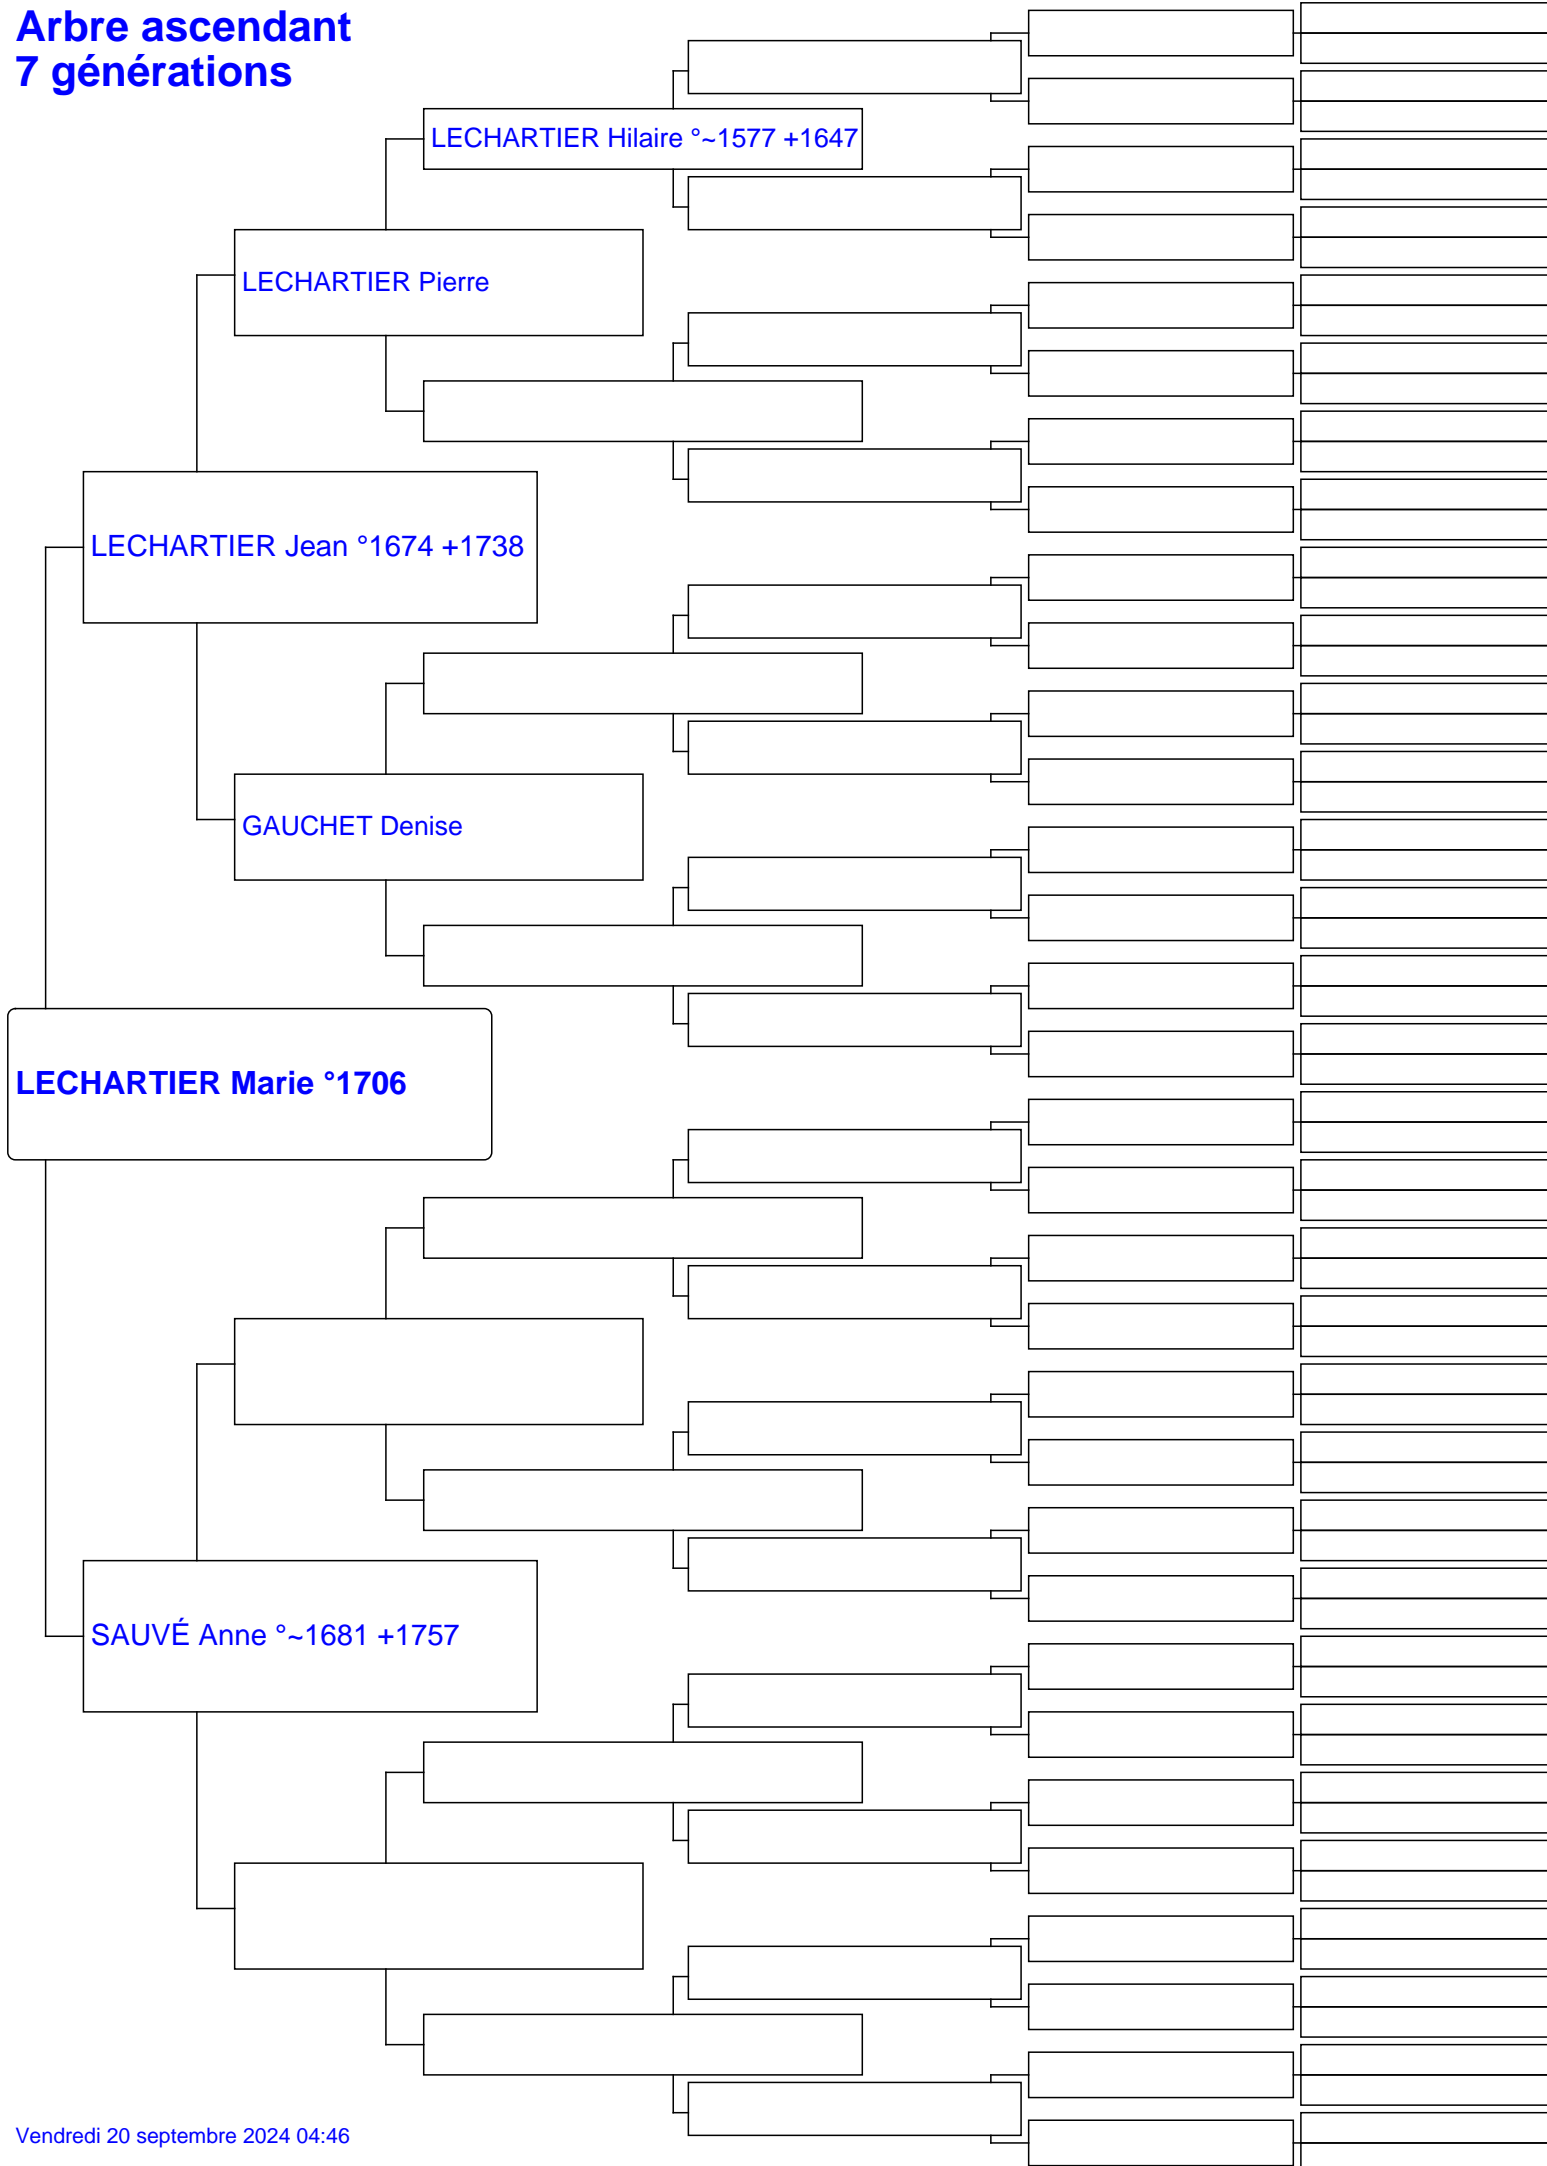 Arbre ascendant
7 générations
LECHARTIER Hilaire °~1577 +1647
LECHARTIER Pierre
LECHARTIER Jean °1674 +1738
GAUCHET Denise
LECHARTIER Marie °1706
SAUVÉ Anne °~1681 +1757
Vendredi 20 septembre 2024 04:46